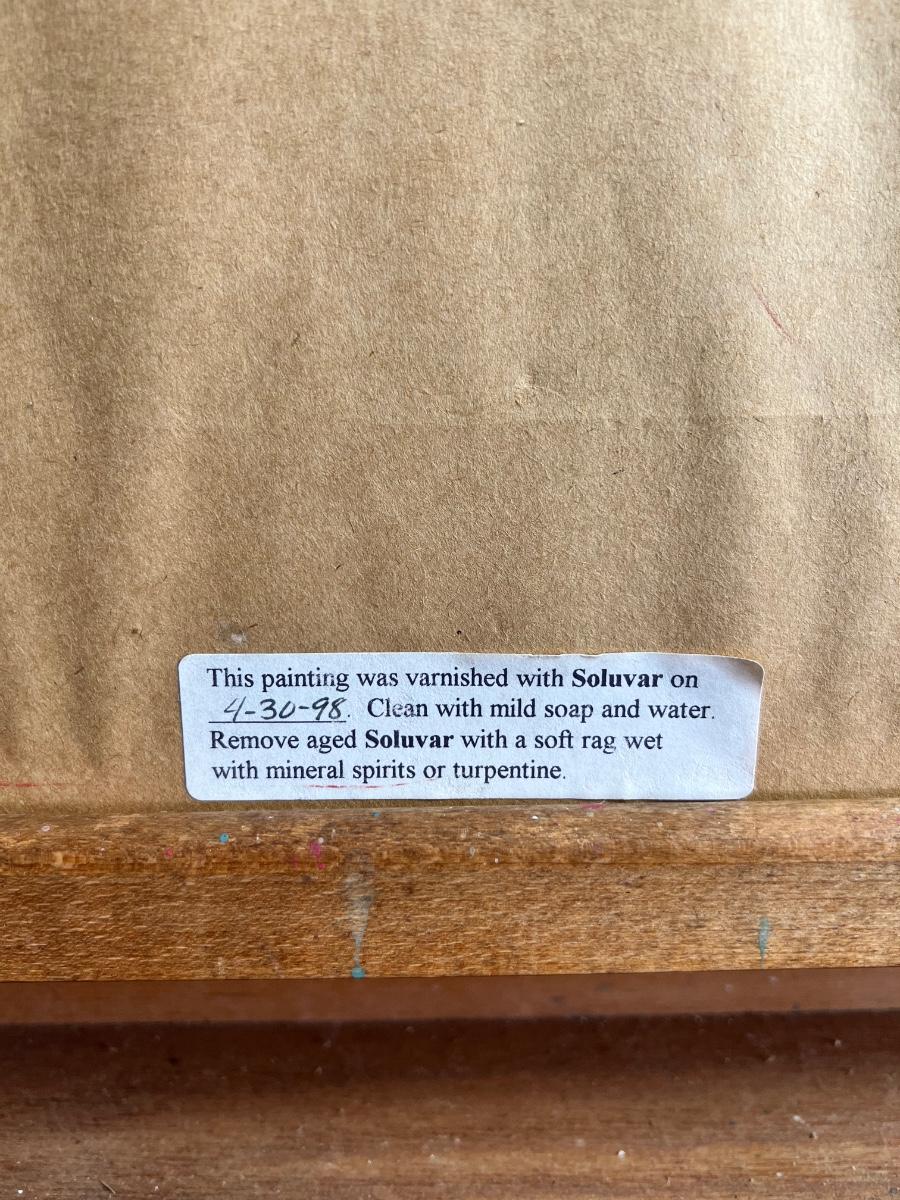 This painting was varnished with Soluvar on
4-30-98. Clean with mild soap and water.
Remove aged Soluvar with a soft rag wet
with mineral spirits or turpentine.